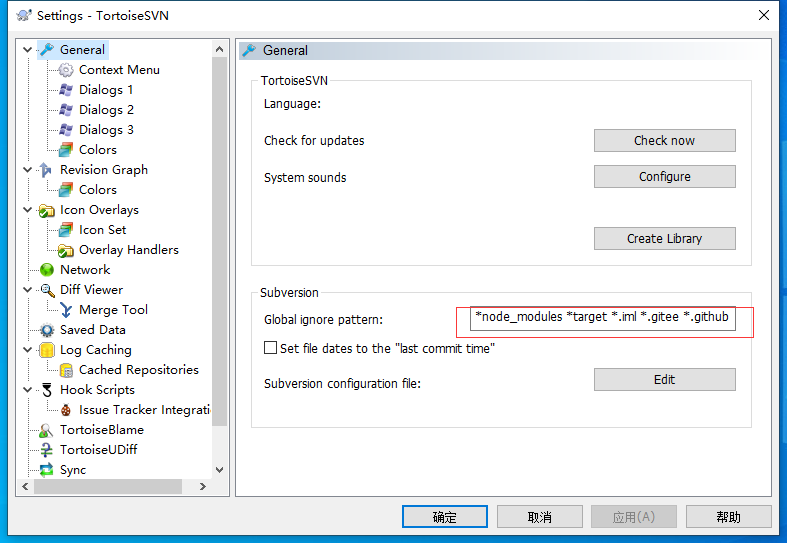 Settings - TortoiseSVN
General
Context Menu
Dialogs 1
Dialogs 2
Dialogs 3
Colors
Revision Graph
Colors
Icon Overlays
Icon Set
Overlay Handlers
Network
Diff Viewer
Merge Tool
Saved Data
Log Caching
Cached Repositories
Hook Scripts
Issue Tracker Integrati
TortoiseBlame
TortoiseUDiff
Sync
General
TortoiseSVN
Language:
Check for updates
Check now
System sounds
Configure
Create Library
Subversion
Global ignore pattern:
*node_modules *target *.iml *.gitee *.github
Set file dates to the "last commit time"
Subversion configuration file:
Edit
确定
取消
应用(A)
帮助